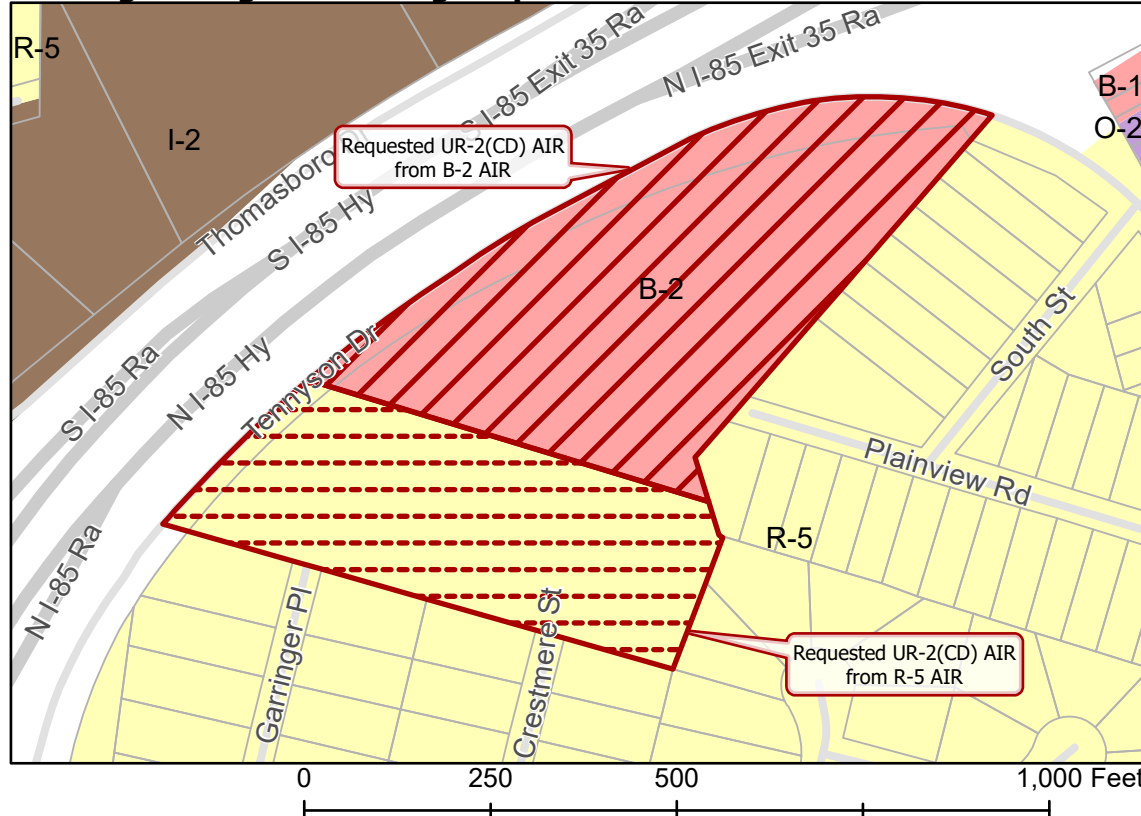 R-5
I-2
S I-85 Exit 35 Ra
N I-85 Exit 35 Ra
B-1
O-2
Requested UR-2(CD) AIR
from B-2 AIR
Thomasboro Dr
S I-85 Hy
B-2
South St
Tennyson Dr
S I-85 Ra
N I-85 Hy
Plainview Rd
R-5
N I-85 Ra
Garringer Pl
Crestmere St
Requested UR-2(CD) AIR
from R-5 AIR
0 250 500 1,000 Feet